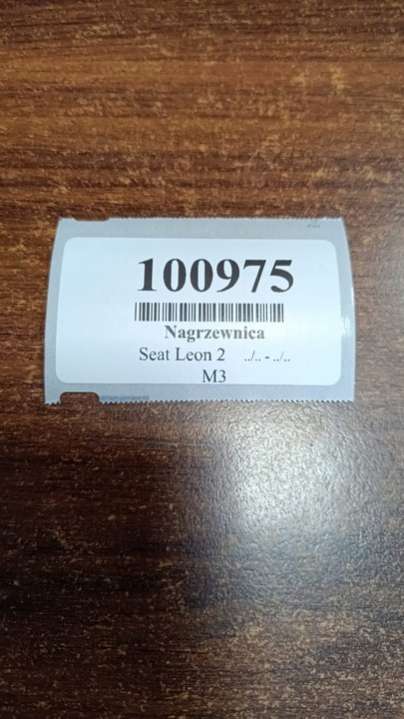 100975
Nagrzewnica
Seat Leon 2 ../.. - ../..
M3